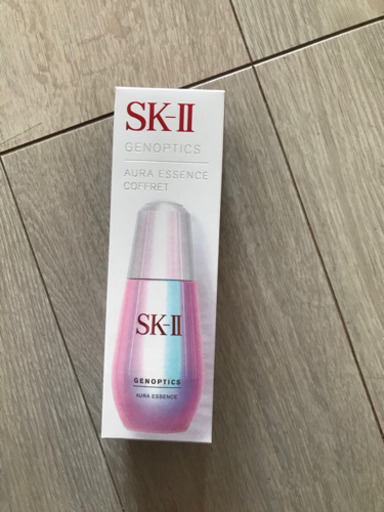 SK-II
GENOPTICS
AURA ESSENCE
COFFRET
SK-II
GENOPTICS
AURA ESSENCE